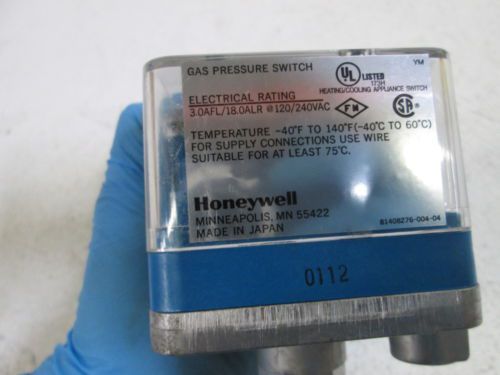 GAS PRESSURE SWITCH
YM
UL LISTED
173H
HEATING/COOLING APPLIANCE SWITCH
ELECTRICAL RATING
3.0AFL/18.0ALR @120/240VAC
FM
SA
TEMPERATURE -40°F TO 140°F(-40°C TO 60°C)
FOR SUPPLY CONNECTIONS USE WIRE
SUITABLE FOR AT LEAST 75°C.
Honeywell
MINNEAPOLIS, MN 55422
MADE IN JAPAN
81408276-004-04
0112